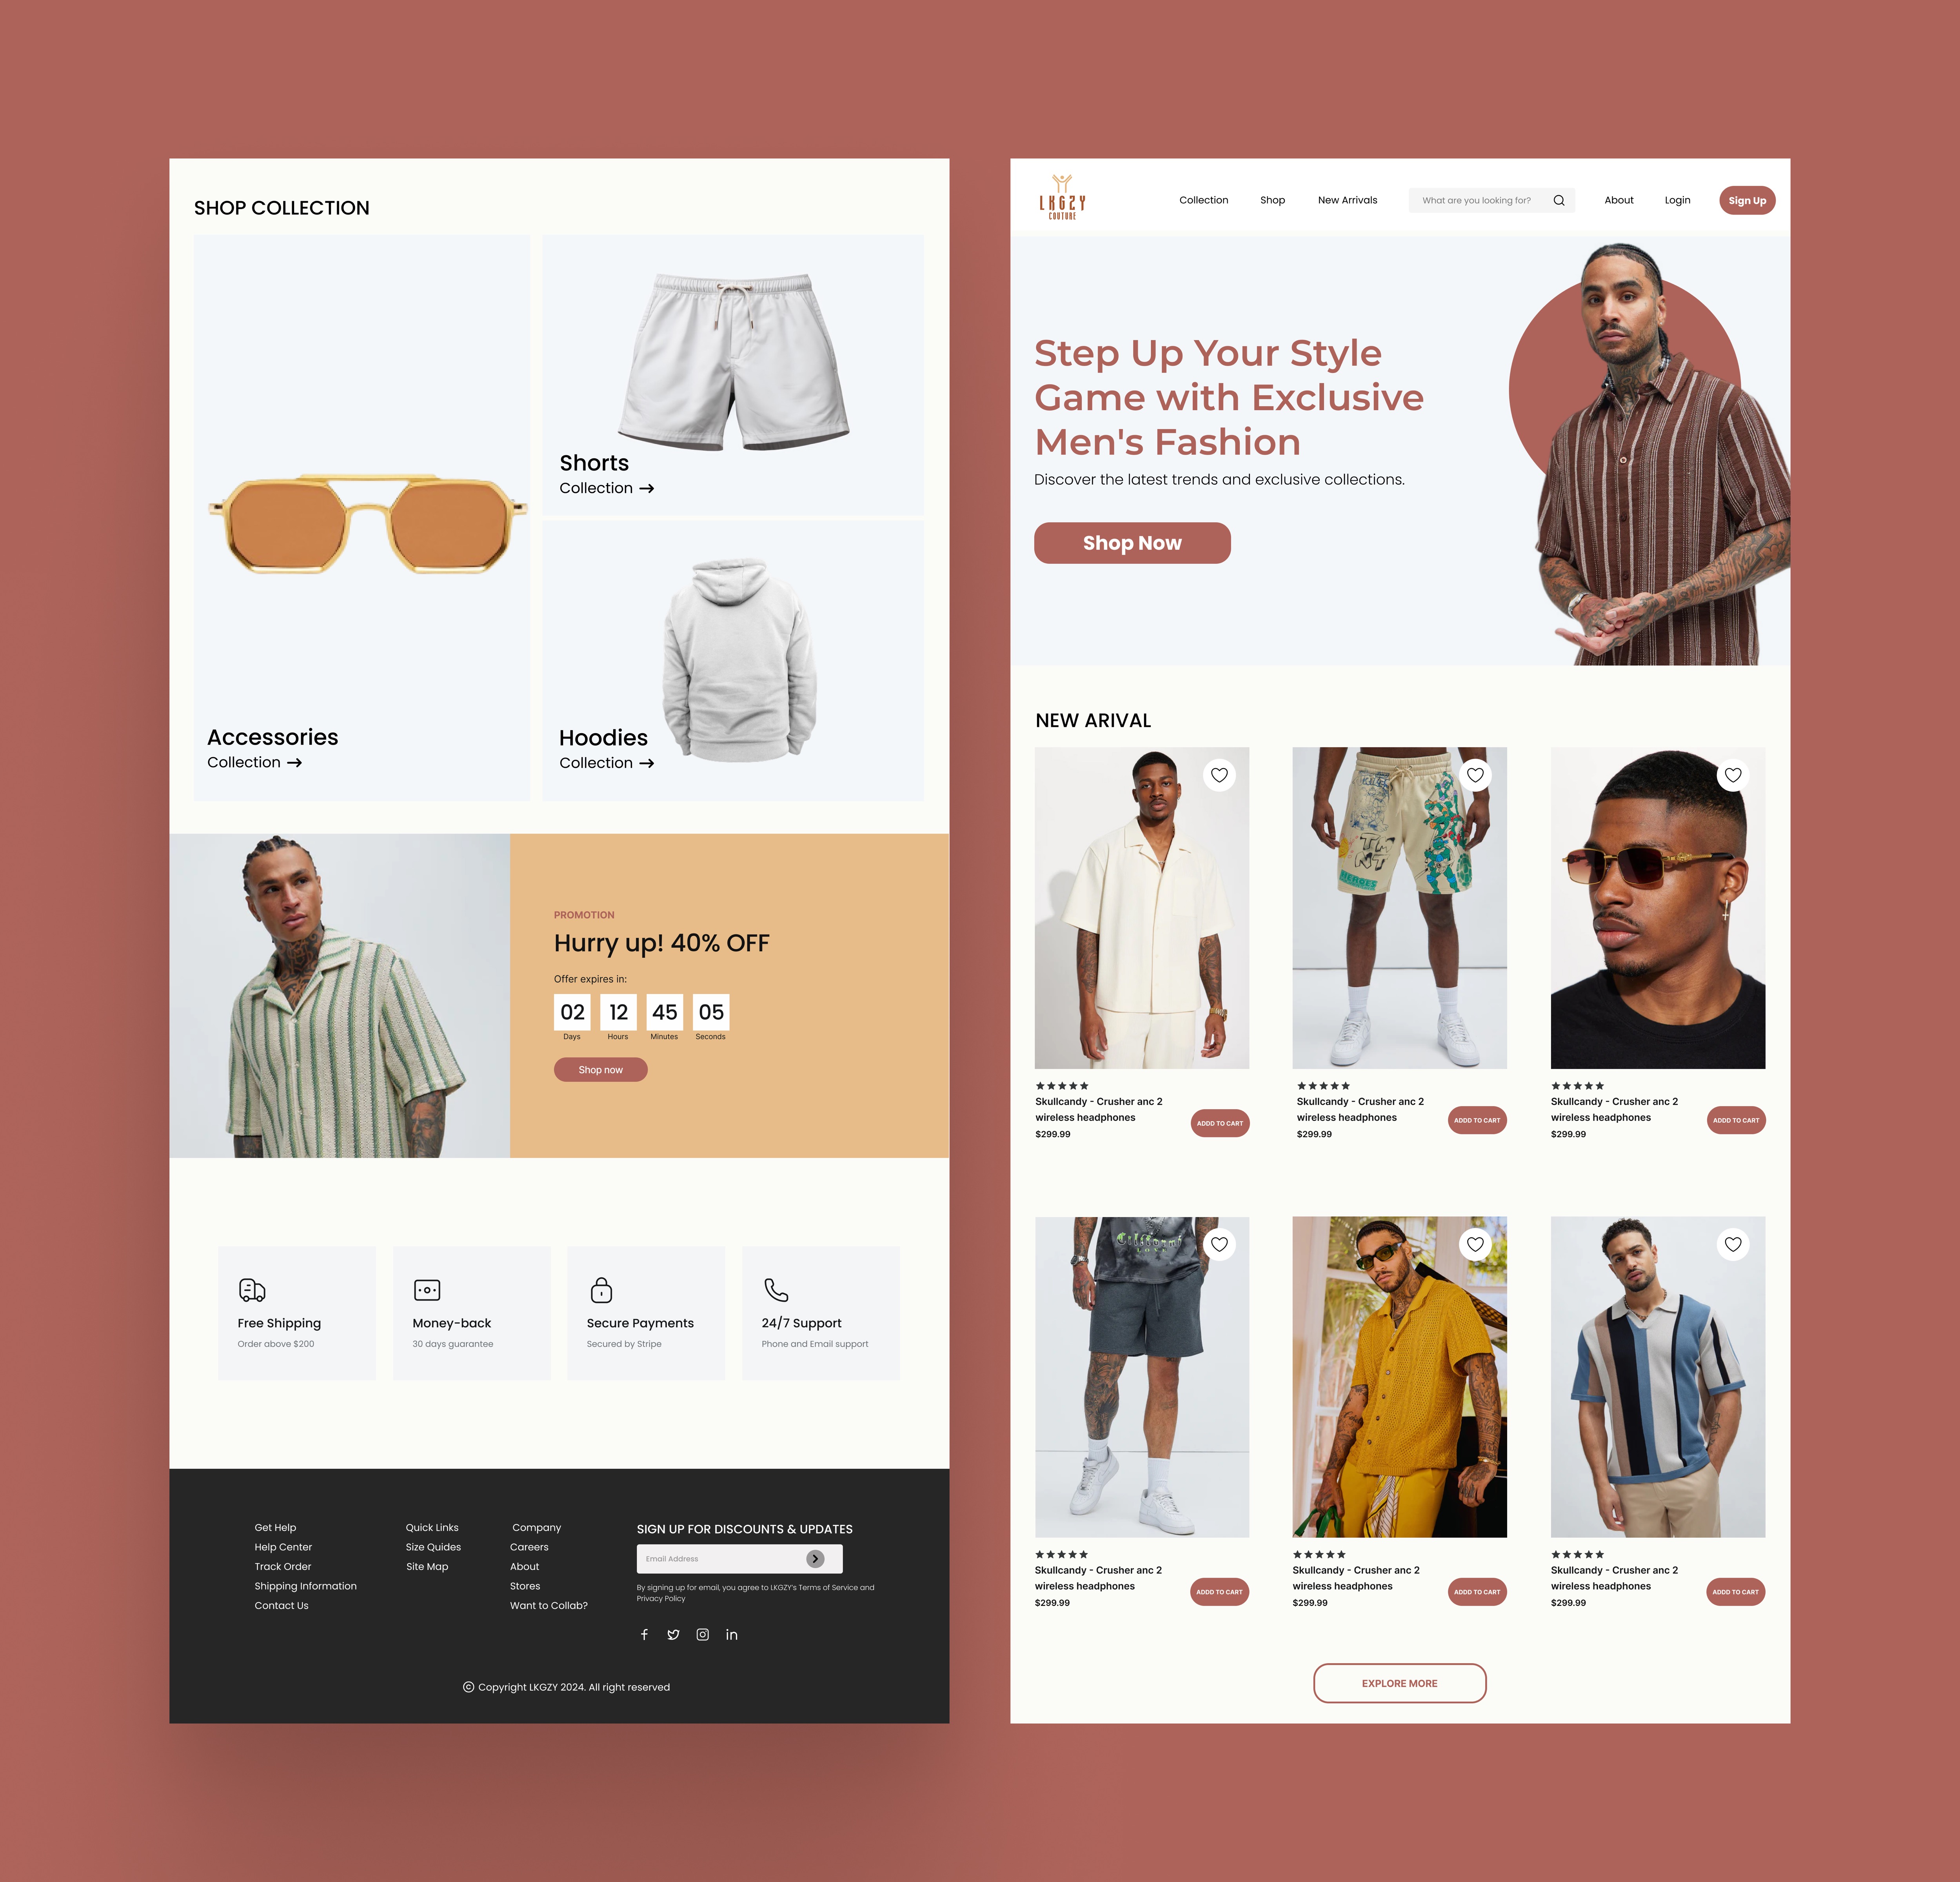 SHOP COLLECTION
Accessories
Collection →
Shorts
Collection →
Hoodies
Collection →
PROMOTION
Hurry up! 40% OFF
Offer expires in:
02 12 45 05
Days Hours Minutes Seconds
Shop now
Free Shipping
Order above $200
Money-back
30 days guarantee
Secure Payments
Secured by Stripe
24/7 Support
Phone and Email support
Get Help
Help Center
Track Order
Shipping Information
Contact Us
Quick Links
Size Quides
Site Map
Company
Careers
About
Stores
Want to Collab?
SIGN UP FOR DISCOUNTS & UPDATES
Email Address
By signing up for email, you agree to LKGZY's Terms of Service and
Privacy Policy
© Copyright LKGZY 2024. All right reserved
LKGZY
COUTURE
Collection Shop New Arrivals What are you looking for? About Login Sign Up
Step Up Your Style
Game with Exclusive
Men's Fashion
Discover the latest trends and exclusive collections.
Shop Now
NEW ARIVAL
TM
NT
HEROES
Skullcandy - Crusher anc 2
wireless headphones
$299.99
ADDD TO CART
Skullcandy - Crusher anc 2
wireless headphones
$299.99
ADDD TO CART
Skullcandy - Crusher anc 2
wireless headphones
$299.99
ADDD TO CART
Skullcandy - Crusher anc 2
wireless headphones
$299.99
ADDD TO CART
Skullcandy - Crusher anc 2
wireless headphones
$299.99
ADDD TO CART
Skullcandy - Crusher anc 2
wireless headphones
$299.99
ADDD TO CART
EXPLORE MORE